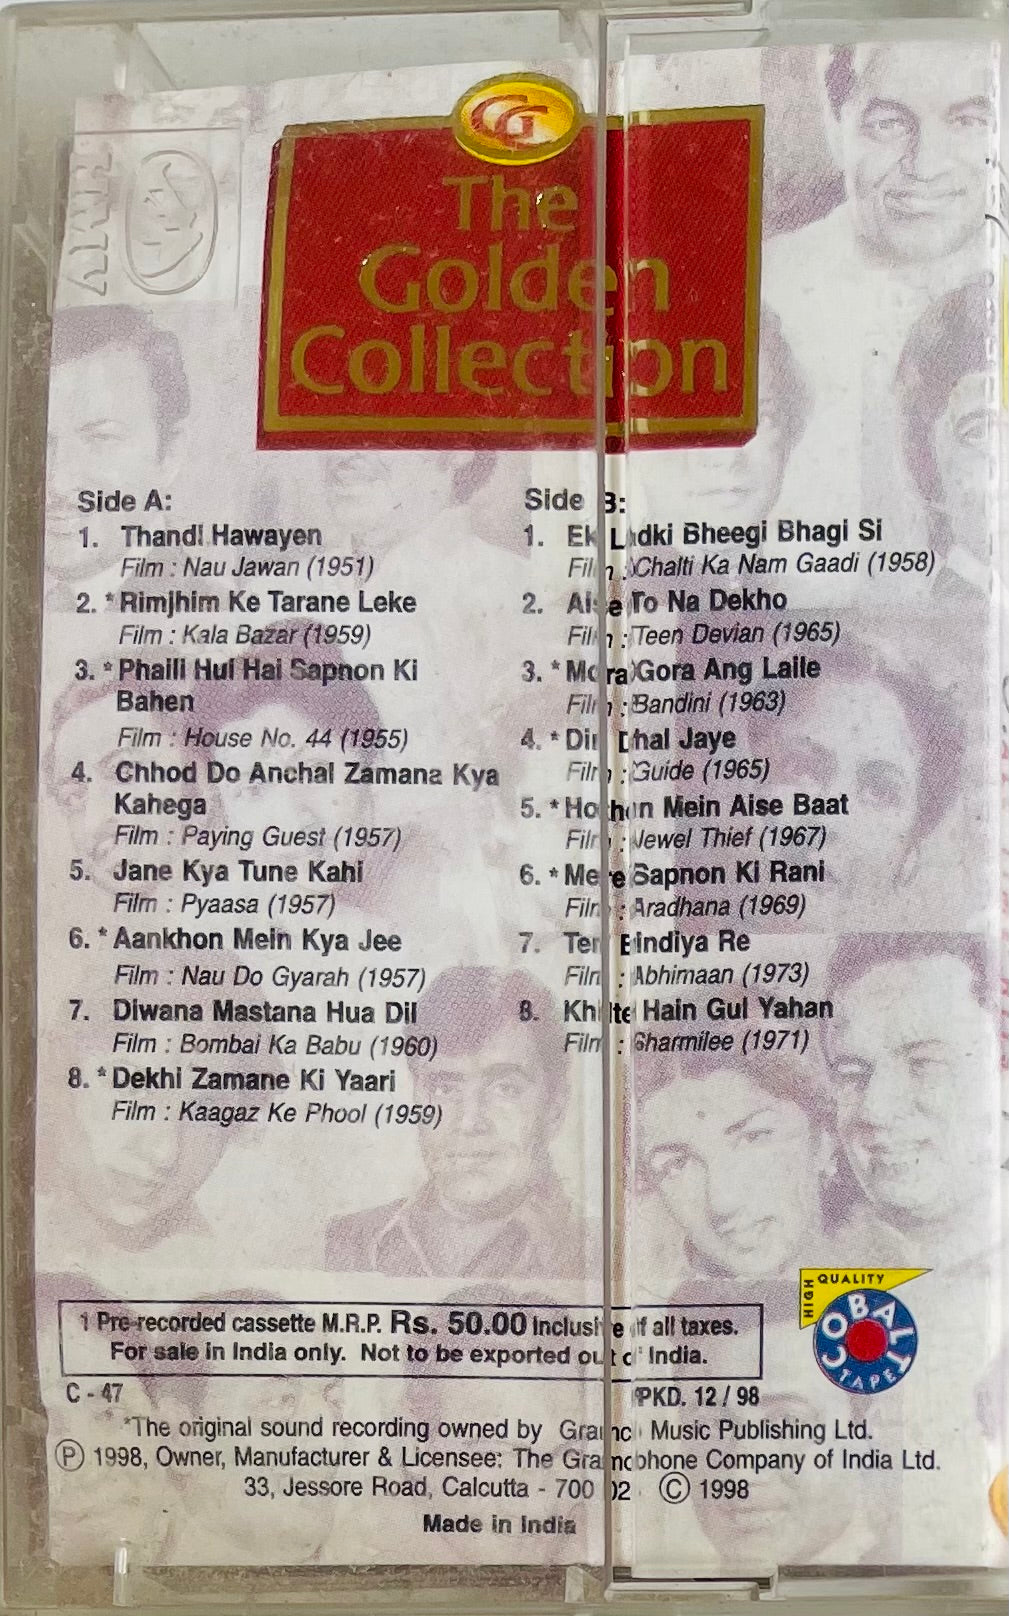 GG
The
Golden
Collection
Side A:
1. Thandi Hawayen
Film : Nau Jawan (1951)
2. * Rimjhim Ke Tarane Leke
Film : Kala Bazar (1959)
3. * Phaili Hui Hai Sapnon Ki
Bahen
Film : House No. 44 (1955)
4. Chhod Do Anchal Zamana Kya
Kahega
Film : Paying Guest (1957)
5. Jane Kya Tune Kahi
Film : Pyaasa (1957)
6. * Aankhon Mein Kya Jee
Film : Nau Do Gyarah (1957)
7. Diwana Mastana Hua Dil
Film : Bombai Ka Babu (1960)
8. * Dekhi Zamane Ki Yaari
Film : Kaagaz Ke Phool (1959)
Side B:
1. Ek Ladki Bheegi Bhagi Si
Film : Chalti Ka Nam Gaadi (1958)
2. Aise To Na Dekho
Film : Teen Devian (1965)
3. * Mora Gora Ang Laile
Film : Bandini (1963)
4. * Din Dhal Jaye
Film : Guide (1965)
5. * Hothon Mein Aise Baat
Film : Jewel Thief (1967)
6. * Mere Sapnon Ki Rani
Film : Aradhana (1969)
7. Teri Bindiya Re
Film : Abhimaan (1973)
8. Khilte Hain Gul Yahan
Film : Sharmilee (1971)
1 Pre-recorded cassette M.R.P. Rs. 50.00 Inclusive of all taxes.
For sale in India only. Not to be exported out of India.
C - 47
PKD. 12 / 98
HIGH QUALITY
COBALT
TAPE
*The original sound recording owned by Gramco Music Publishing Ltd.
Ⓟ 1998, Owner, Manufacturer & Licensee: The Gramophone Company of India Ltd.
33, Jessore Road, Calcutta - 700 © 1998
Made in India